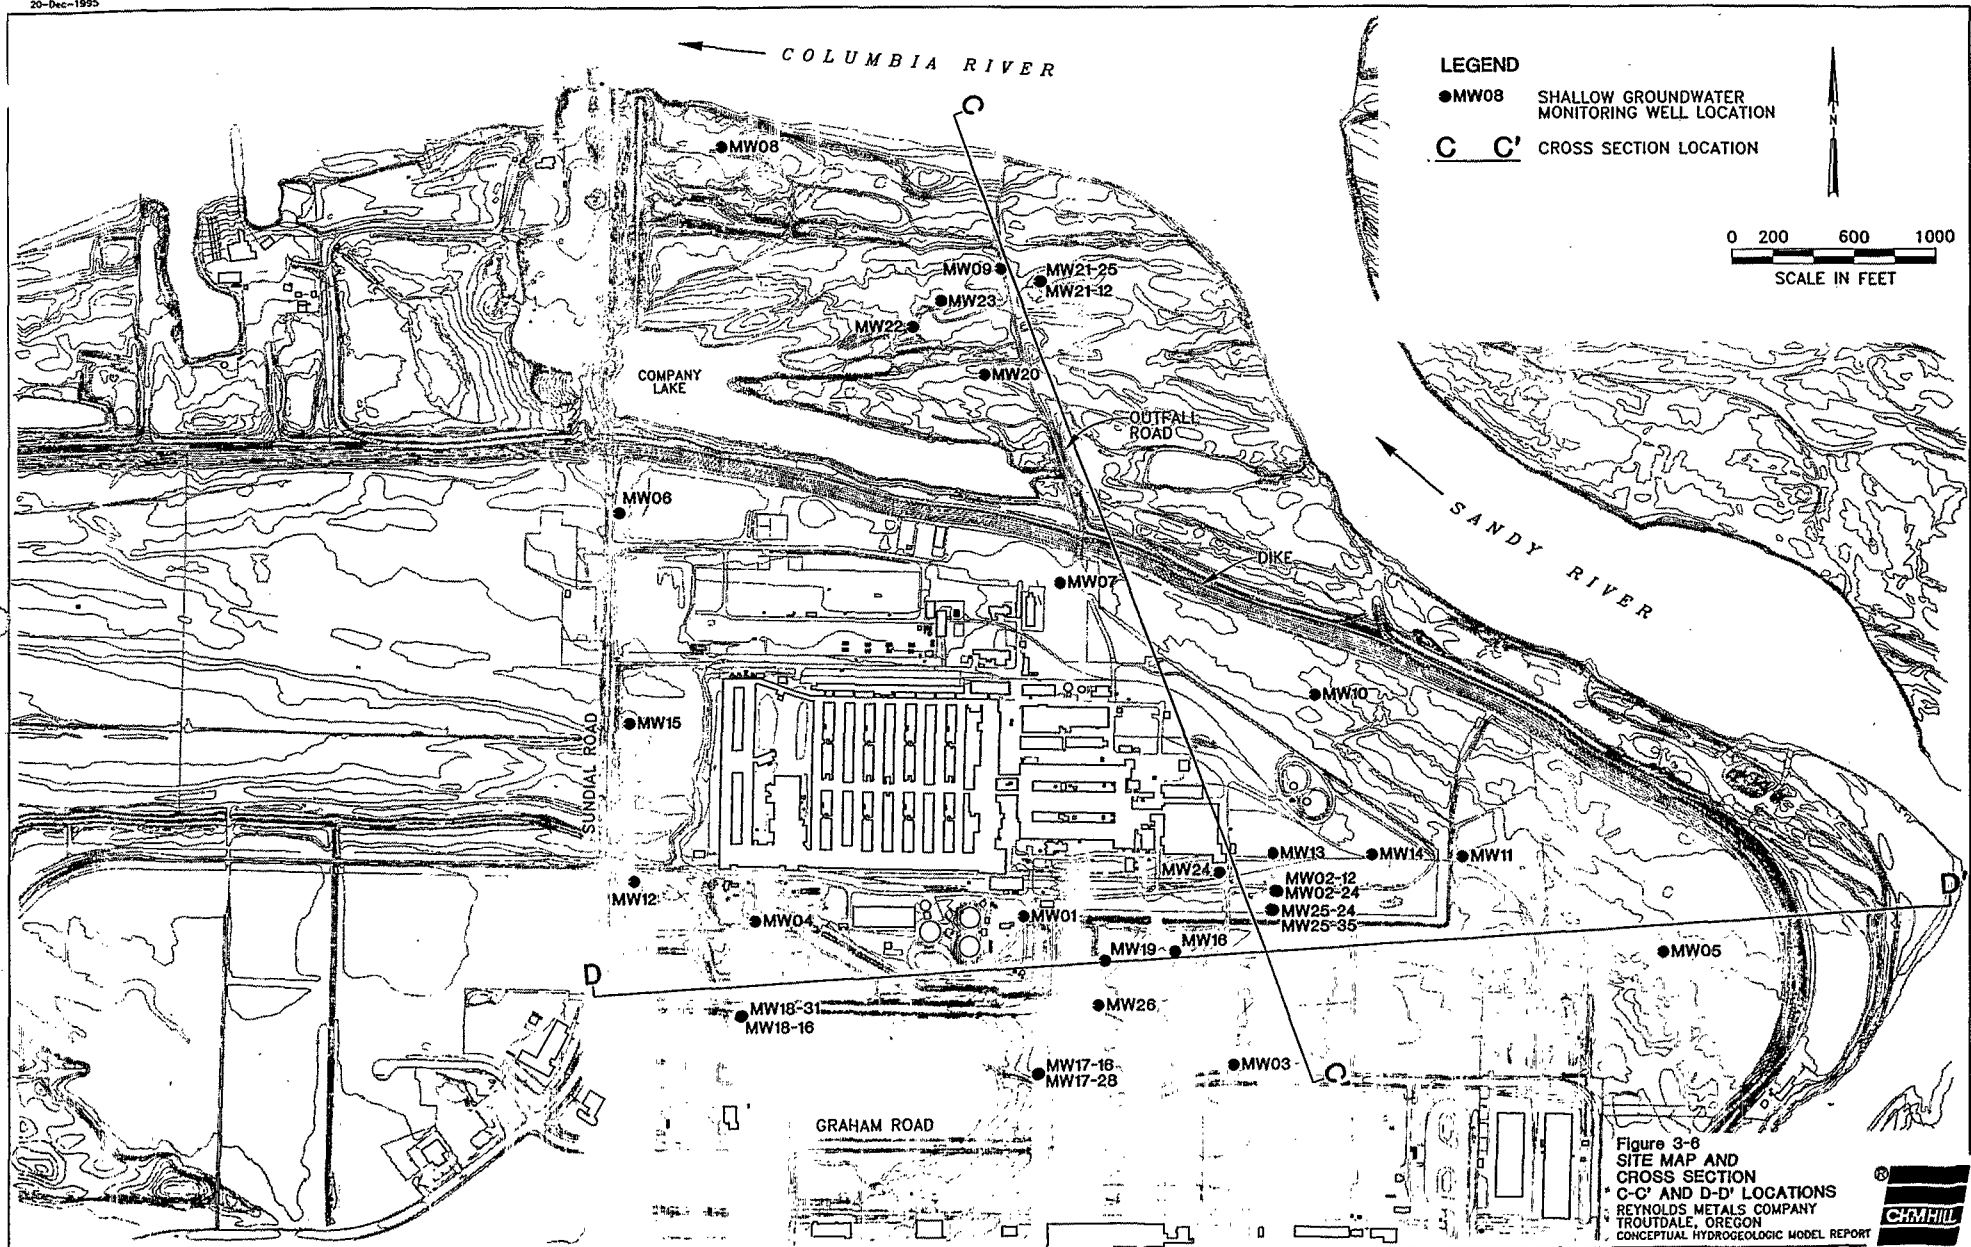 20-Dec-1995
COLUMBIA RIVER
C
LEGEND
●MW08 SHALLOW GROUNDWATER
MONITORING WELL LOCATION
C C' CROSS SECTION LOCATION
N
0 200 600 1000
SCALE IN FEET
MW08
MW09
MW21-25
MW21-12
MW23
MW22
MW20
COMPANY
LAKE
OUTFALL
ROAD
SANDY RIVER
MW06
DIKE
MW07
MW10
SUNDIAL ROAD
MW15
MW13
MW14
MW11
MW24
MW02-12
MW02-24
MW12
MW25-24
MW25-35
MW04
MW01
D'
MW19
MW16
MW05
D
MW18-31
MW18-16
MW26
MW17-16
MW17-28
MW03
C'
GRAHAM ROAD
Figure 3-6
SITE MAP AND
CROSS SECTION
C-C' AND D-D' LOCATIONS
REYNOLDS METALS COMPANY
TROUTDALE, OREGON
CONCEPTUAL HYDROGEOLOGIC MODEL REPORT
®
CH2M HILL